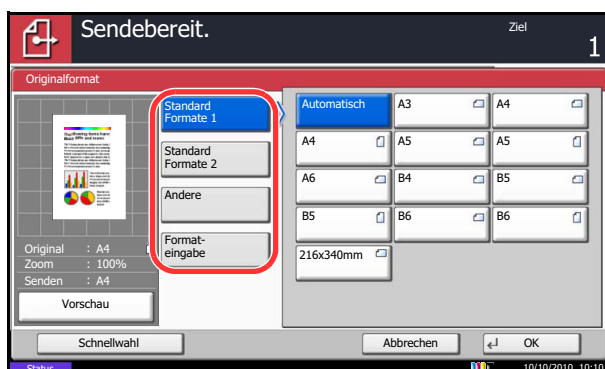 Sendebereit.
Ziel
1
Originalformat
Standard
Formate 1
Standard
Formate 2
Andere
Format-
eingabe
Automatisch
A3
A4
A4
A5
A5
A6
B4
B5
B5
B6
B6
216x340mm
Original : A4
Zoom : 100%
Senden : A4
Vorschau
Schnellwahl
Abbrechen
OK
Status
10/10/2010 10:10